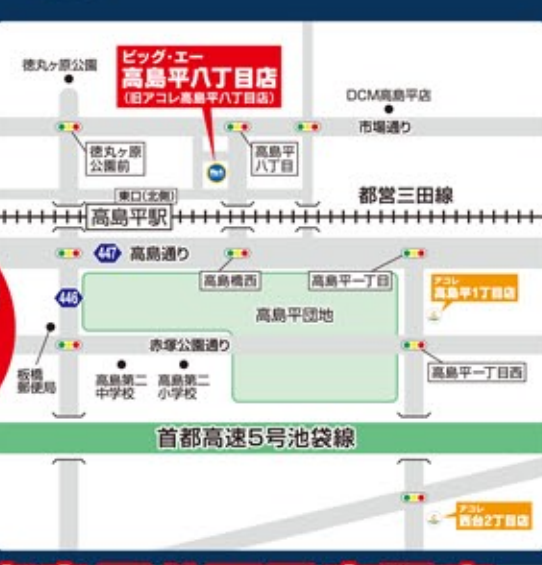 徳丸ヶ原公園
ビッグ・エー
高島平八丁目店
(旧アコレ高島平八丁目店)
DCM高島平店
市場通り
徳丸ヶ原
公園前
高島平
八丁目
東口(北側)
高島平駅
都営三田線
447
高島通り
高島橋西
高島平一丁目
446
アコレ
高島平1丁目店
高島平団地
赤塚公園通り
板橋
郵便局
高島第二
中学校
高島第二
小学校
高島平一丁目西
首都高速5号池袋線
アコレ
西台2丁目店